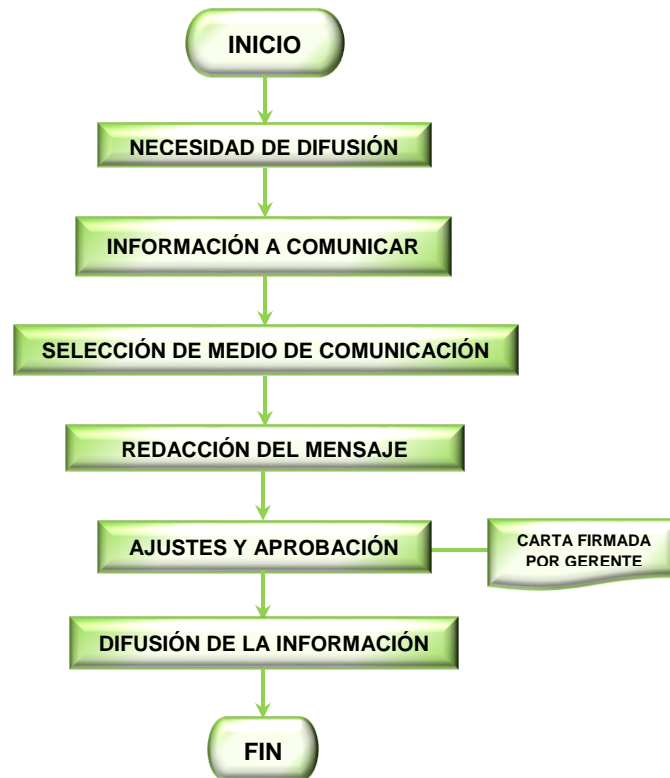 INICIO
NECESIDAD DE DIFUSIÓN
INFORMACIÓN A COMUNICAR
SELECCIÓN DE MEDIO DE COMUNICACIÓN
REDACCIÓN DEL MENSAJE
AJUSTES Y APROBACIÓN
CARTA FIRMADA
POR GERENTE
DIFUSIÓN DE LA INFORMACIÓN
FIN